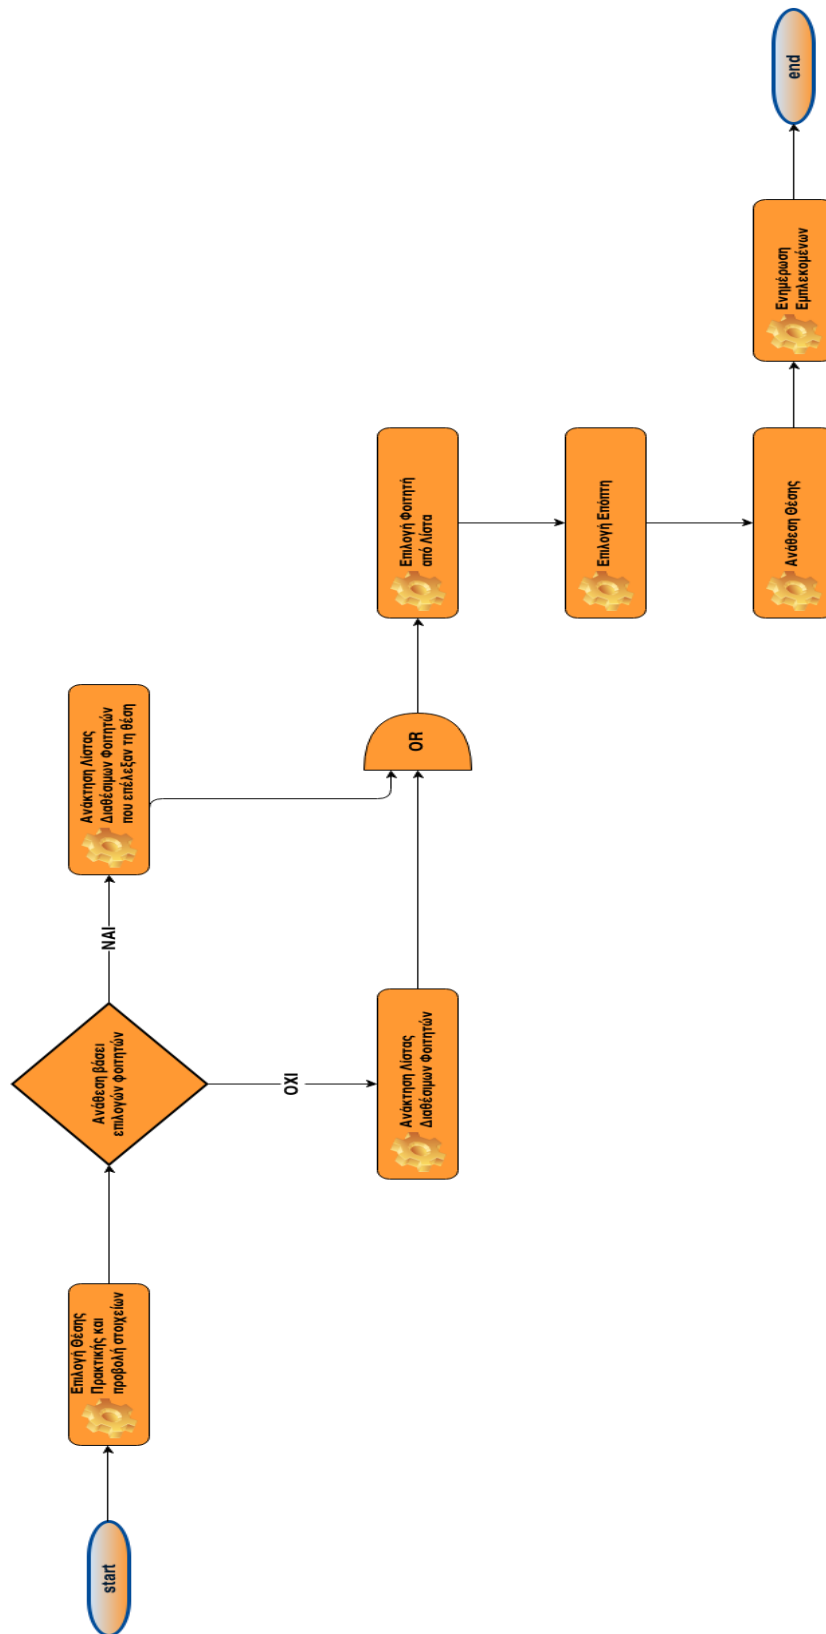 start
Επιλογή Θέσης
Πρακτικής και
προβολή στοιχείων
Ανάθεση βάσει
επιλογών φοιτητών
ΝΑΙ
Ανάκτηση Λίστας
Διαθέσιμων Φοιτητών
που επέλεξαν τη θέση
ΟΧΙ
Ανάκτηση Λίστας
Διαθέσιμων Φοιτητών
OR
Επιλογή Φοιτητή
από Λίστα
Επιλογή Επόπτη
Ανάθεση Θέσης
Ενημέρωση
Εμπλεκομένων
end